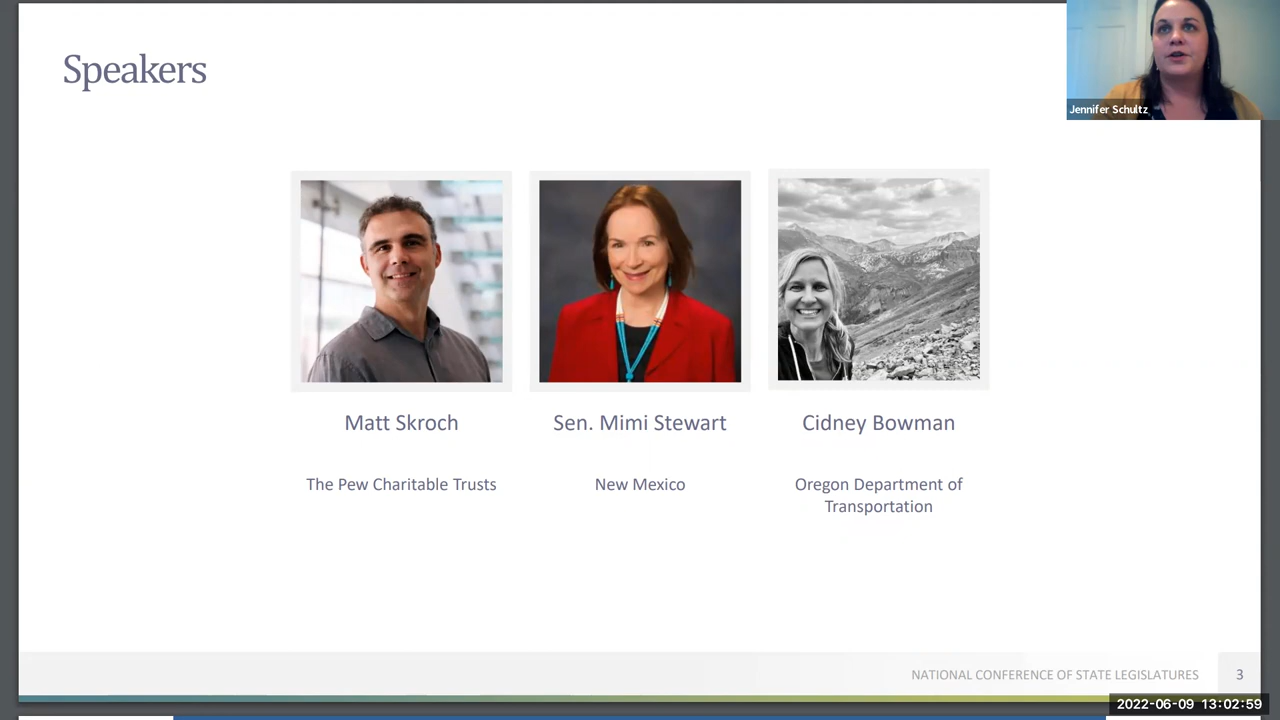 Speakers
Jennifer Schultz
Matt Skroch
Sen. Mimi Stewart
Cidney Bowman
The Pew Charitable Trusts
New Mexico
Oregon Department of
Transportation
NATIONAL CONFERENCE OF STATE LEGISLATURES
3
2022-06-09 13:02:59